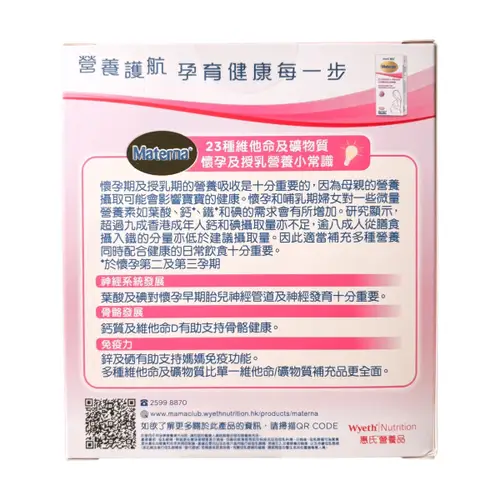 營養護航 孕育健康每一步
Materna
Materna
23種維他命及礦物質
懷孕及授乳營養小常識
懷孕期及授乳期的營養吸收是十分重要的，因為母親的營養
攝取可能會影響寶寶的健康。懷孕和哺乳期婦女對一些微量
營養素如葉酸、鈣*、鐵*和碘的需求會有所增加。研究顯示，
超過九成香港成年人鈣和碘攝取量亦不足，逾八成人從膳食
攝入鐵的分量亦低於建議攝取量。因此適當補充多種營養
同時配合健康的日常飲食十分重要。
*於懷孕第二及第三孕期
神經系統發展
葉酸及碘對懷孕早期胎兒神經管道及神經發育十分重要。
骨骼發展
鈣質及維他命D有助支持骨骼健康。
免疫力
鋅及硒有助支持媽媽免疫功能。
多種維他命及礦物質比單一維他命/礦物質補充品更全面。
2599 8870
www.mamaclub.wyethnutrition.hk/products/materna
如欲了解更多關於此產品的資訊，請掃描QR CODE
Wyeth Nutrition
惠氏營養品